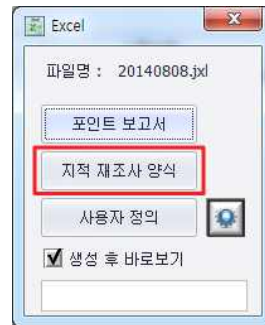 Excel
파일명 : 20140808.jxl
포인트 보고서
지적 재조사 양식
사용자 정의
생성 후 바로보기